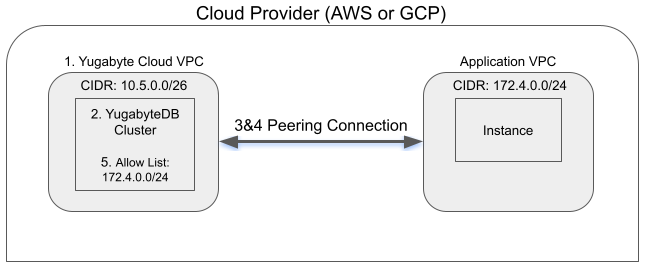 Cloud Provider (AWS or GCP)
1. Yugabyte Cloud VPC
CIDR: 10.5.0.0/26
2. YugabyteDB
Cluster
5. Allow List:
172.4.0.0/24
3&4 Peering Connection
Application VPC
CIDR: 172.4.0.0/24
Instance